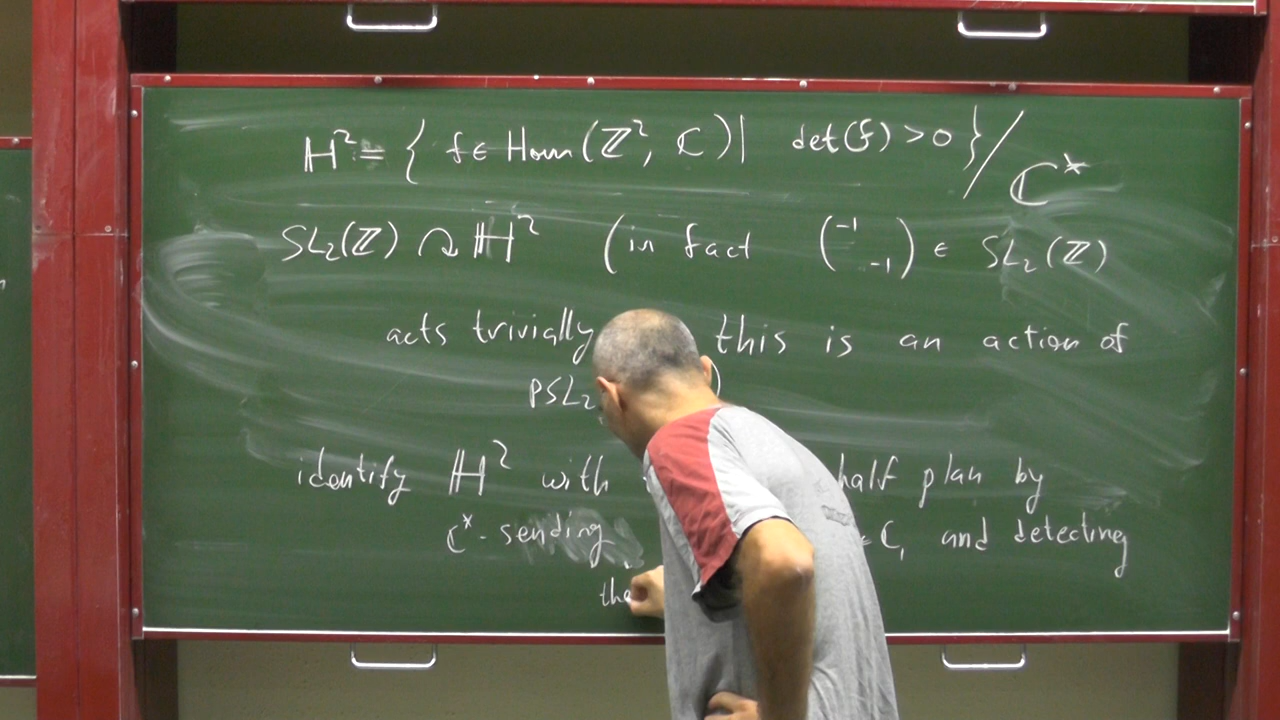 ℍ² = { f ∈ Hom(ℤ², ℂ) | det(f) > 0 } / ℂ*
SL₂(ℤ) ↷ ℍ² (in fact (⁻¹ ₋₁) ∈ SL₂(ℤ)
acts trivially this is an action of
PSL₂ )
identify ℍ² with half plan by
ℂ*-sending ℂ, and detecting
the